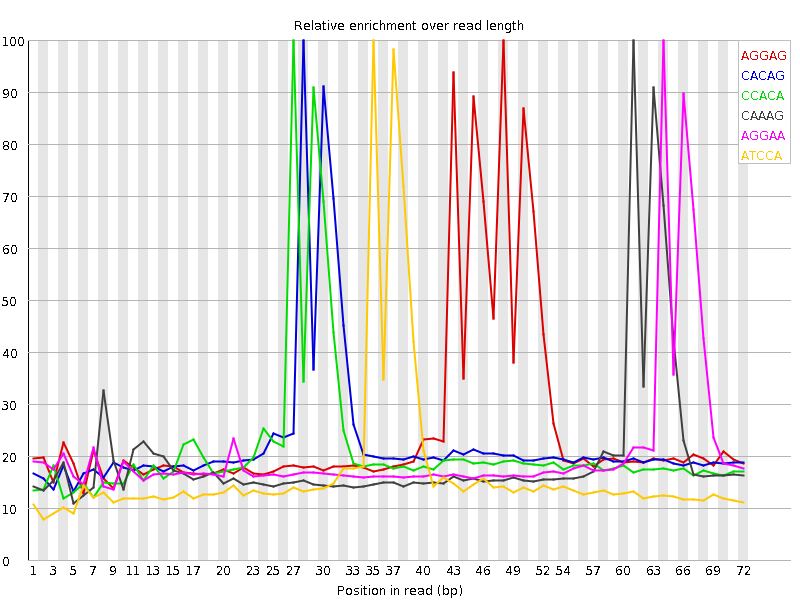 Relative enrichment over read length
100
90
80
70
60
50
40
30
20
10
0
AGGAG
CACAG
CCACA
CAAAG
AGGAA
ATCCA
1 3 5 7 9 11 13 15 17 20 23 25 27 30 33 35 37 40 43 46 49 52 54 57 60 63 66 69 72
Position in read (bp)